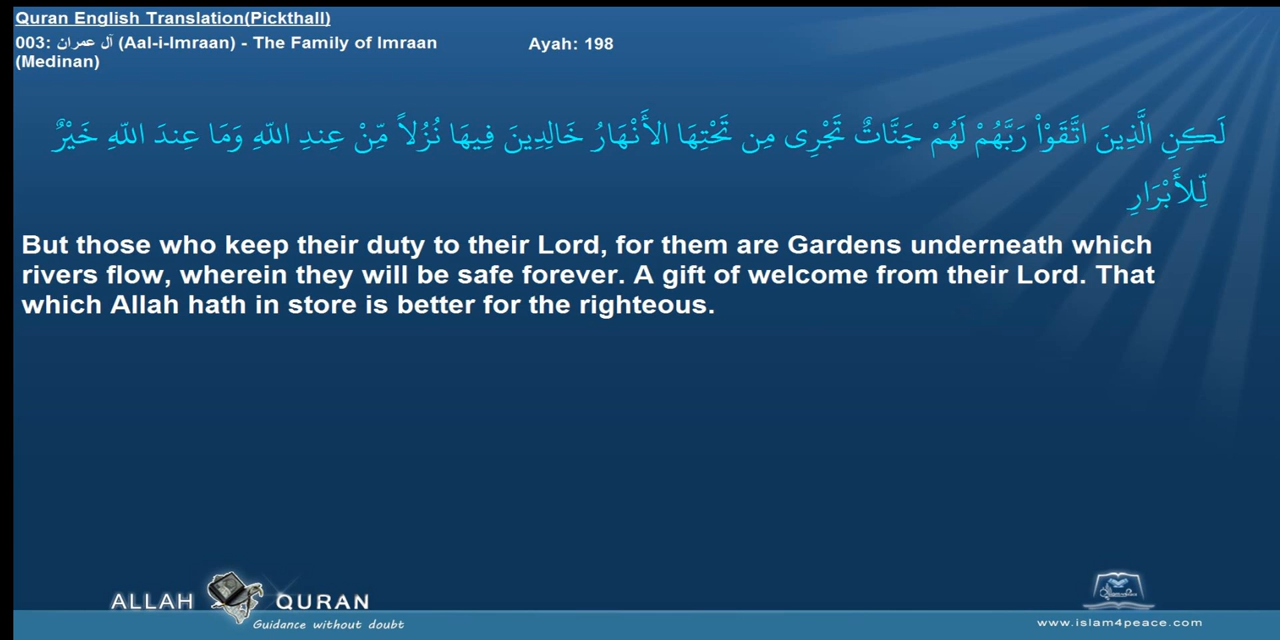 Quran English Translation(Pickthall)
003: آل عمران (Aal-i-Imraan) - The Family of Imraan
(Medinan)
Ayah: 198
لَكِنِ الَّذِينَ اتَّقَوْاْ رَبَّهُمْ لَهُمْ جَنَّاتٌ تَجْرِى مِن تَحْتِهَا الأَنْهَارُ خَالِدِينَ فِيهَا نُزُلاً مِّنْ عِندِ اللّهِ وَمَا عِندَ اللّهِ خَيْرٌ
لِّلأَبْرَارِ
But those who keep their duty to their Lord, for them are Gardens underneath which
rivers flow, wherein they will be safe forever. A gift of welcome from their Lord. That
which Allah hath in store is better for the righteous.
ALLAH QURAN
Guidance without doubt
www.islam4peace.com